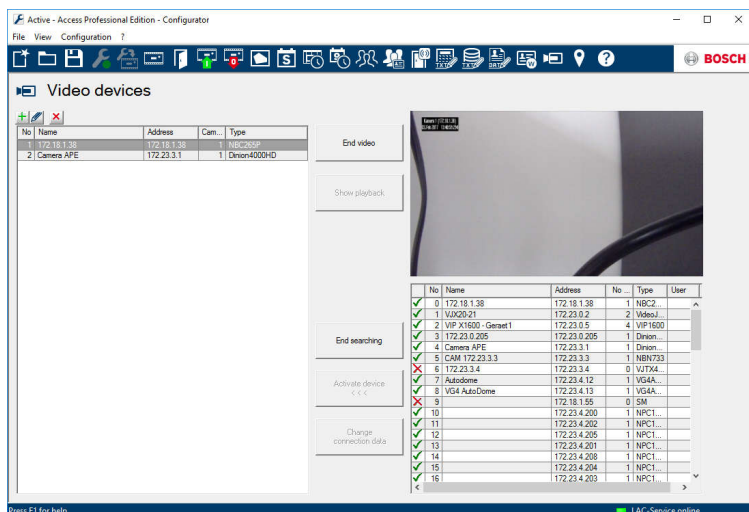 Active - Access Professional Edition - Configurator
File View Configuration ?
BOSCH
Video devices
No Name Address Cam... Type
1 172.18.1.38 172.18.1.38 1 NBC265P
2 Camera APE 172.23.3.1 1 Dinion4000HD
End video
Show playback
End searching
Activate device
< < <
Change
connection data
No Name Address No ... Type User
0 172.18.1.38 172.18.1.38 1 NBC2...
1 VJX20-21 172.23.0.2 2 VideoJ...
2 VIP X1600 - Geraet1 172.23.0.5 4 VIP1600
3 172.23.0.205 172.23.0.205 1 Dinion...
4 Camera APE 172.23.3.1 1 Dinion...
5 CAM 172.23.3.3 172.23.3.3 1 NBN733
6 172.23.3.4 172.23.3.4 0 VJTX4...
7 Autodome 172.23.4.12 1 VG4A...
8 VG4 AutoDome 172.23.4.13 1 VG4A...
9 172.18.1.55 0 SM
10 172.23.4.200 1 NPC1...
11 172.23.4.202 1 NPC1...
12 172.23.4.205 1 NPC1...
13 172.23.4.201 1 NPC1...
14 172.23.4.208 1 NPC1...
15 172.23.4.204 1 NPC1...
16 172.23.4.203 1 NPC1...
Press F1 for help
LAC-Service online